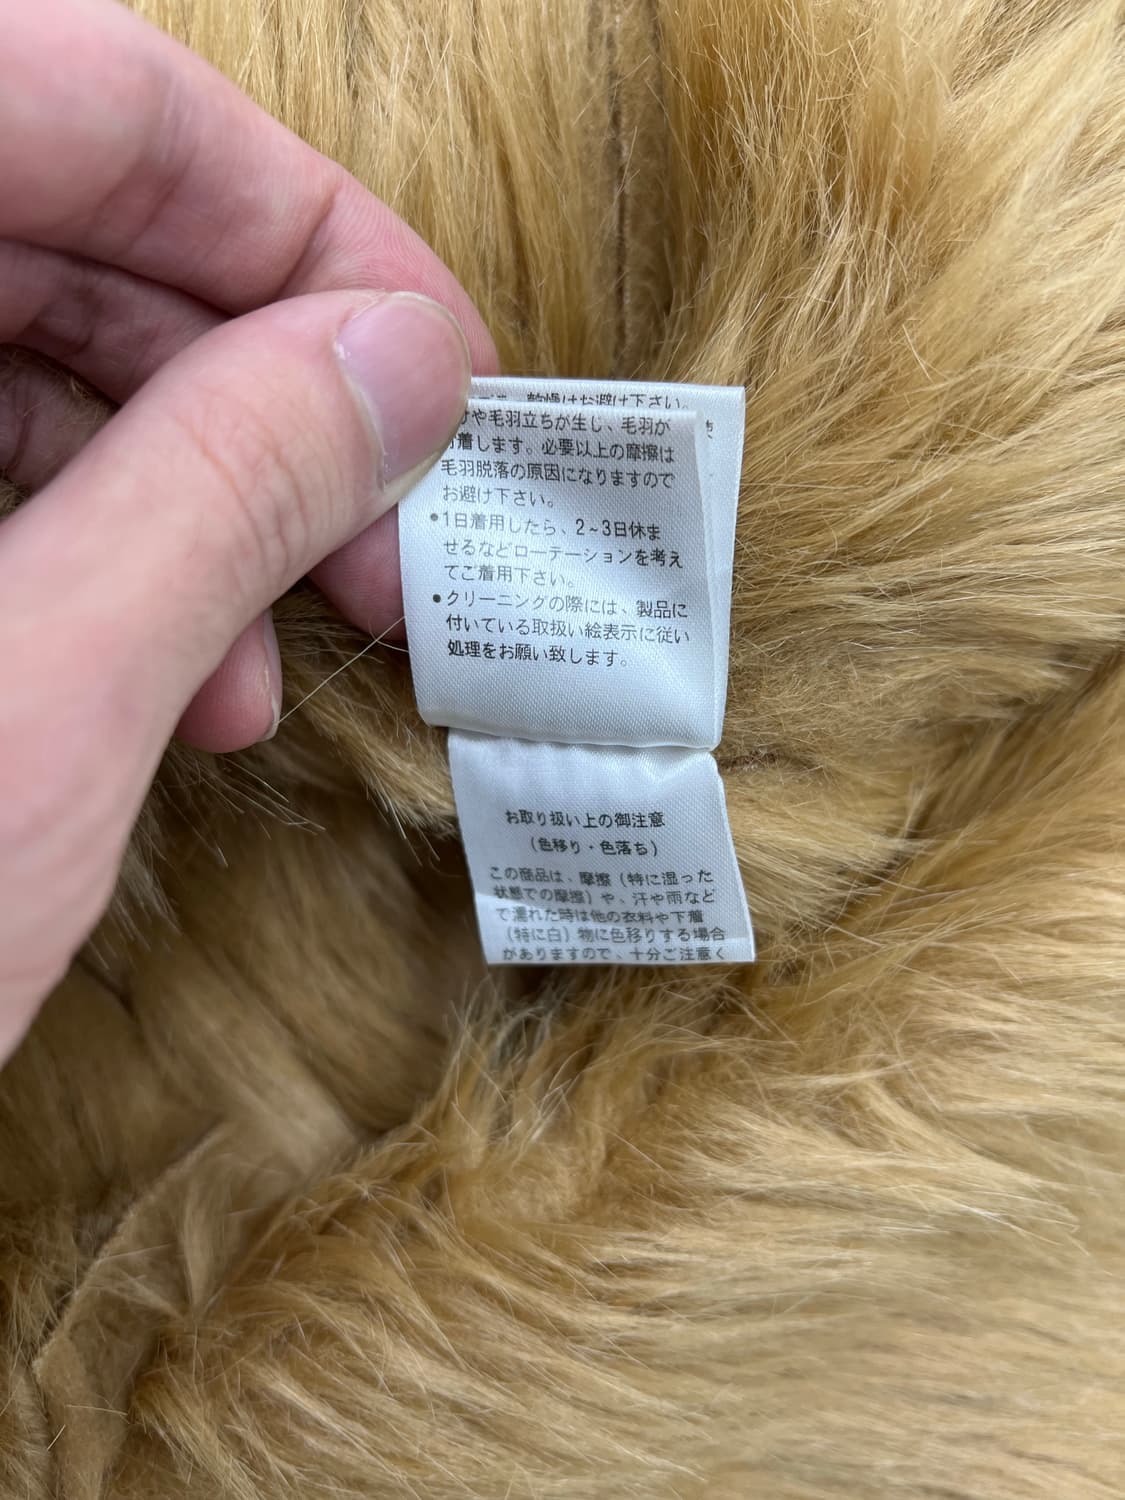 乾燥はお避け下さい。
や毛羽立ちが生じ、毛羽が
着します。必要以上の摩擦は
毛羽脱落の原因になりますので
お避け下さい。
●1日着用したら、2~3日休ま
せるなどローテーションを考え
てご着用下さい。
●クリーニングの際には、製品に
付いている取扱い絵表示に従い
処理をお願い致します。
お取り扱い上の御注意
(色移り・色落ち)
この商品は、摩擦(特に湿った
状態での摩擦)や、汗や雨など
で濡れた時は他の衣料や下着
(特に白)物に色移りする場合
がありますので、十分ご注意く